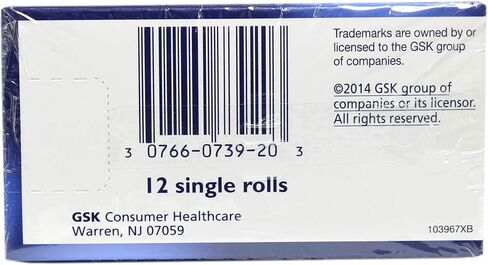 Trademarks are owned by or
licensed to the GSK group
of companies.
©2014 GSK group of
companies or its licensor.
All rights reserved.
3 0766-0739-20 3
12 single rolls
GSK Consumer Healthcare
Warren, NJ 07059
103967XB